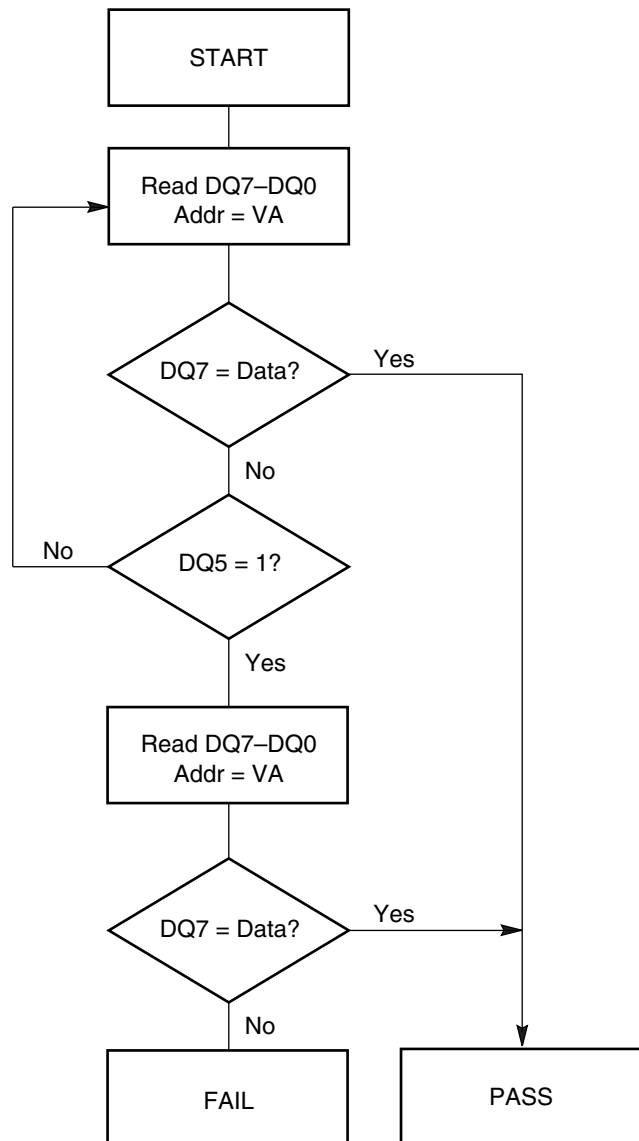 START
Read DQ7–DQ0
Addr = VA
DQ7 = Data?
Yes
No
No
DQ5 = 1?
Yes
Read DQ7–DQ0
Addr = VA
DQ7 = Data?
Yes
No
FAIL
PASS